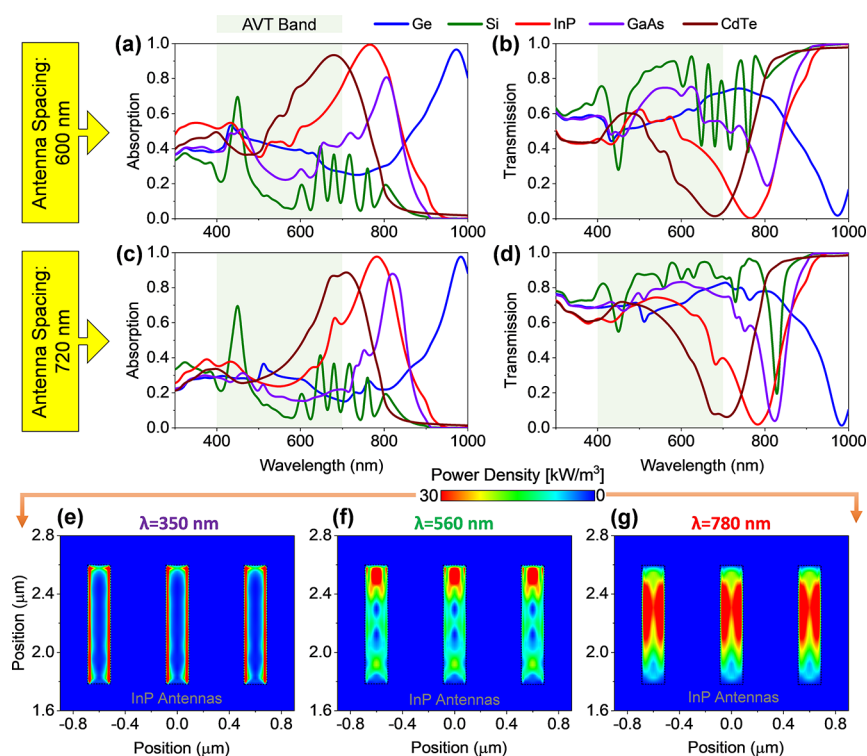 AVT Band
Ge Si InP GaAs CdTe
Antenna Spacing:
600 nm
(a)
Absorption
1.0
0.8
0.6
0.4
0.2
0.0
400 600 800 1000
(b)
Transmission
1.0
0.8
0.6
0.4
0.2
0.0
300 400 500 600 700 800 900 1000
Antenna Spacing:
720 nm
(c)
Absorption
1.0
0.8
0.6
0.4
0.2
0.0
400 600 800 1000
Wavelength (nm)
(d)
Transmission
1.0
0.8
0.6
0.4
0.2
0.0
300 400 500 600 700 800 900 1000
Wavelength (nm)
Power Density [kW/m³]
30 0
(e) λ=350 nm
Position (μm)
2.8
2.4
2.0
1.6
InP Antennas
-0.8 -0.4 0.0 0.4 0.8
Position (μm)
(f) λ=560 nm
2.8
2.4
2.0
1.6
InP Antennas
-0.8 -0.4 0.0 0.4 0.8
Position (μm)
(g) λ=780 nm
2.8
2.4
2.0
1.6
InP Antennas
-0.8 -0.4 0.0 0.4 0.8
Position (μm)